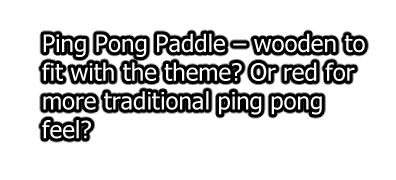 Ping Pong Paddle – wooden to
fit with the theme? Or red for
more traditional ping pong
feel?